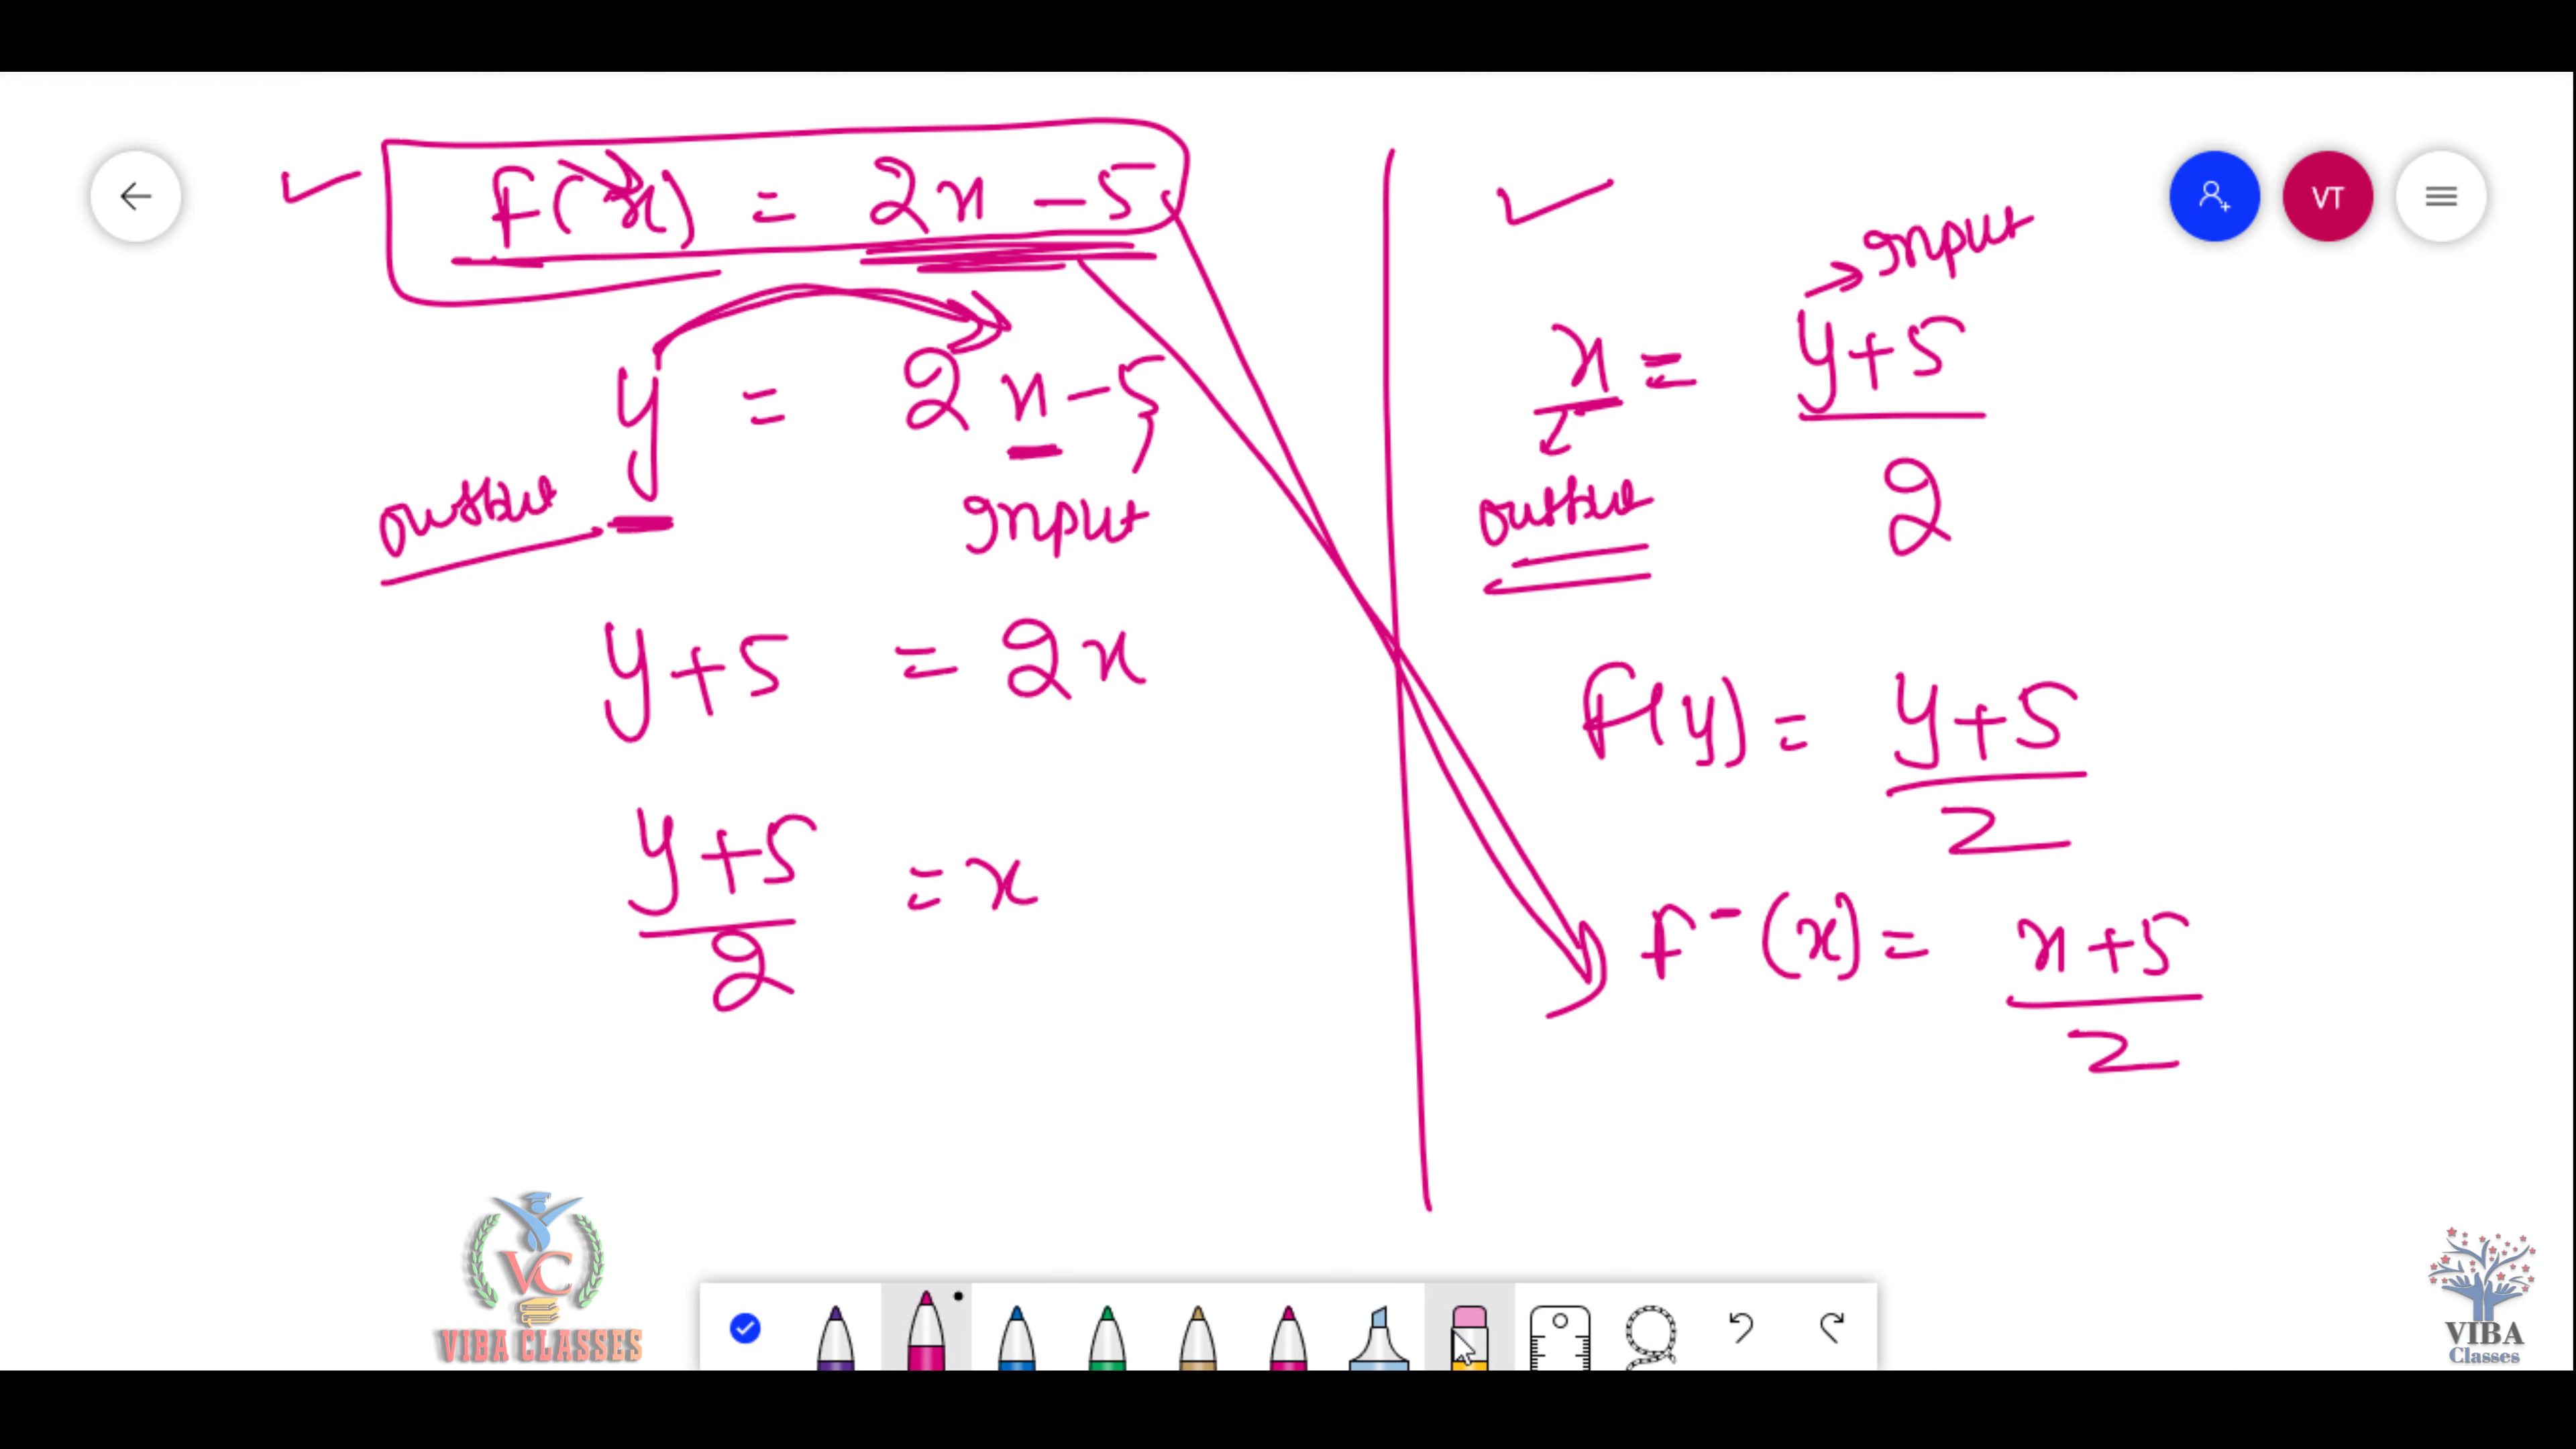 f(x) = 2x - 5
y = 2x - 5
output
input
y + 5 = 2x
y + 5 / 2 = x
input
x = y + 5 / 2
output
f(y) = y + 5 / 2
f⁻(x) = x + 5 / 2
VT
VC
VIBA CLASSES
VIBA
Classes